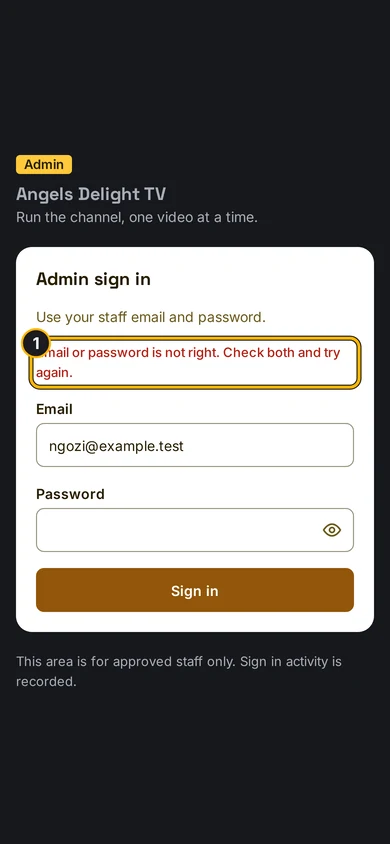 Admin
Angels Delight TV
Run the channel, one video at a time.
Admin sign in
Use your staff email and password.
1
mail or password is not right. Check both and try
again.
Email
ngozi@example.test
Password
Sign in
This area is for approved staff only. Sign in activity is
recorded.